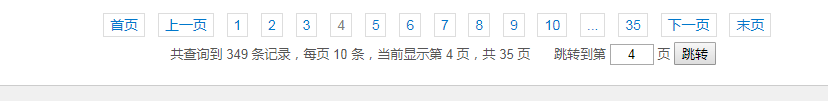 首页 上一页 1 2 3 4 5 6 7 8 9 10 ... 35 下一页 末页
共查询到 349 条记录，每页 10 条，当前显示第 4 页，共 35 页 跳转到第 4 页 跳转